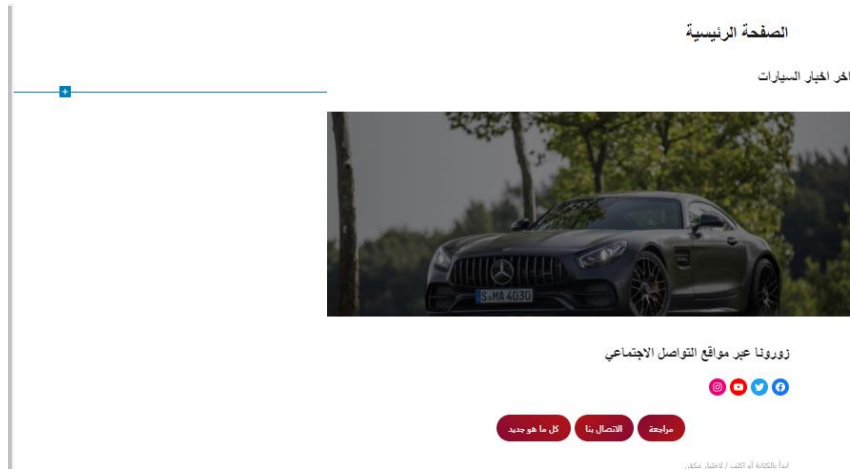 الصفحة الرئيسية
اخر اخبار السيارات
S-MA 4030
زورونا عبر مواقع التواصل الاجتماعي
مراجعة الاتصال بنا كل ما هو جديد
ابدأ بالكتابة أو اكتب / لاختيار مكوّن